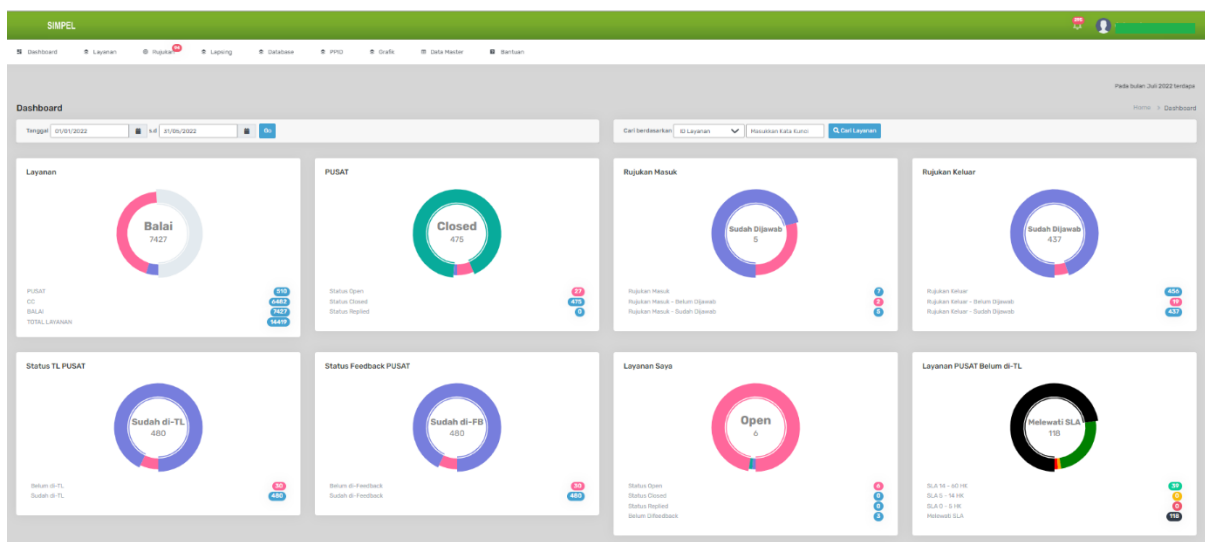 SIMPEL
Dashboard Layanan Rujukan Lapsing Database PPID Grafik Data Master Bantuan
Pada bulan Juli 2022 terdapa
Dashboard
Home > Dashboard
Tanggal 01/01/2022 s.d 31/05/2022 Go
Cari berdasarkan ID Layanan Masukkan Kata Kunci Cari Layanan
Layanan
Balai
7427
PUSAT 510
CC 6482
BALAI 7427
TOTAL LAYANAN 14419
PUSAT
Closed
475
Status Open 27
Status Closed 475
Status Replied 0
Rujukan Masuk
Sudah Dijawab
5
Rujukan Masuk 7
Rujukan Masuk - Belum Dijawab 2
Rujukan Masuk - Sudah Dijawab 5
Rujukan Keluar
Sudah Dijawab
437
Rujukan Keluar 456
Rujukan Keluar - Belum Dijawab 19
Rujukan Keluar - Sudah Dijawab 437
Status TL PUSAT
Sudah di-TL
480
Belum di-TL 30
Sudah di-TL 480
Status Feedback PUSAT
Sudah di-FB
480
Belum di-Feedback 30
Sudah di-Feedback 480
Layanan Saya
Open
6
Status Open 6
Status Closed 0
Status Replied 0
Belum Difeedback 3
Layanan PUSAT Belum di-TL
Melewati SLA
118
SLA 14 - 60 HK 39
SLA 5 - 14 HK 0
SLA 0 - 5 HK 0
Melewati SLA 118